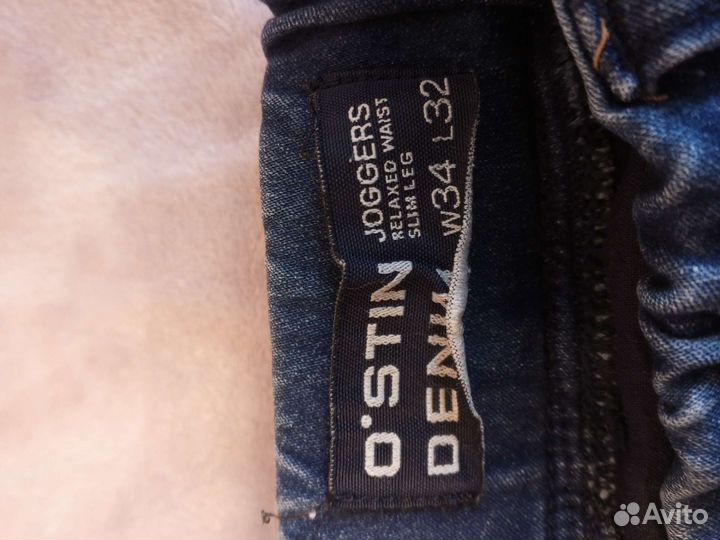 O'STIN
DENIM
JOGGERS
RELAXED WAIST
SLIM LEG
W34 L32
Avito